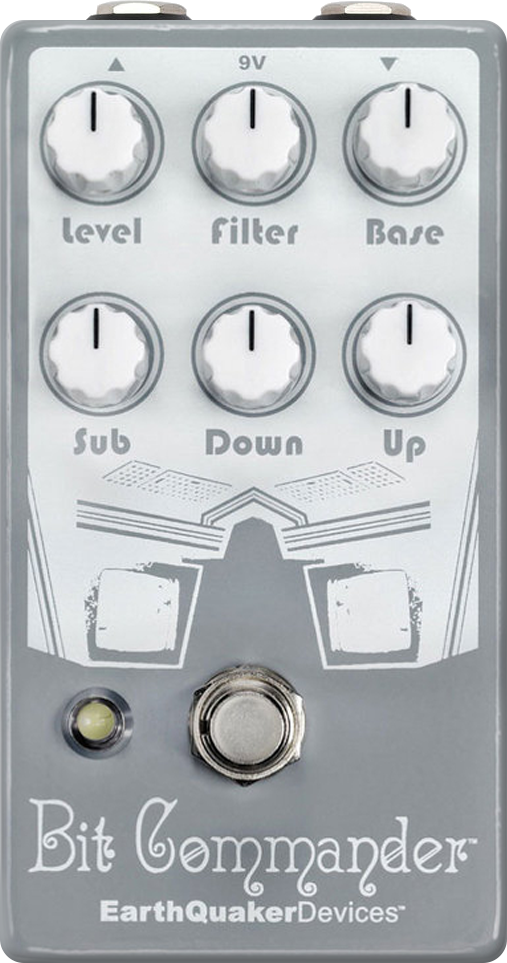 ▲ 9V ▼
Level Filter Base
Sub Down Up
Bit Commander™
EarthQuakerDevices™